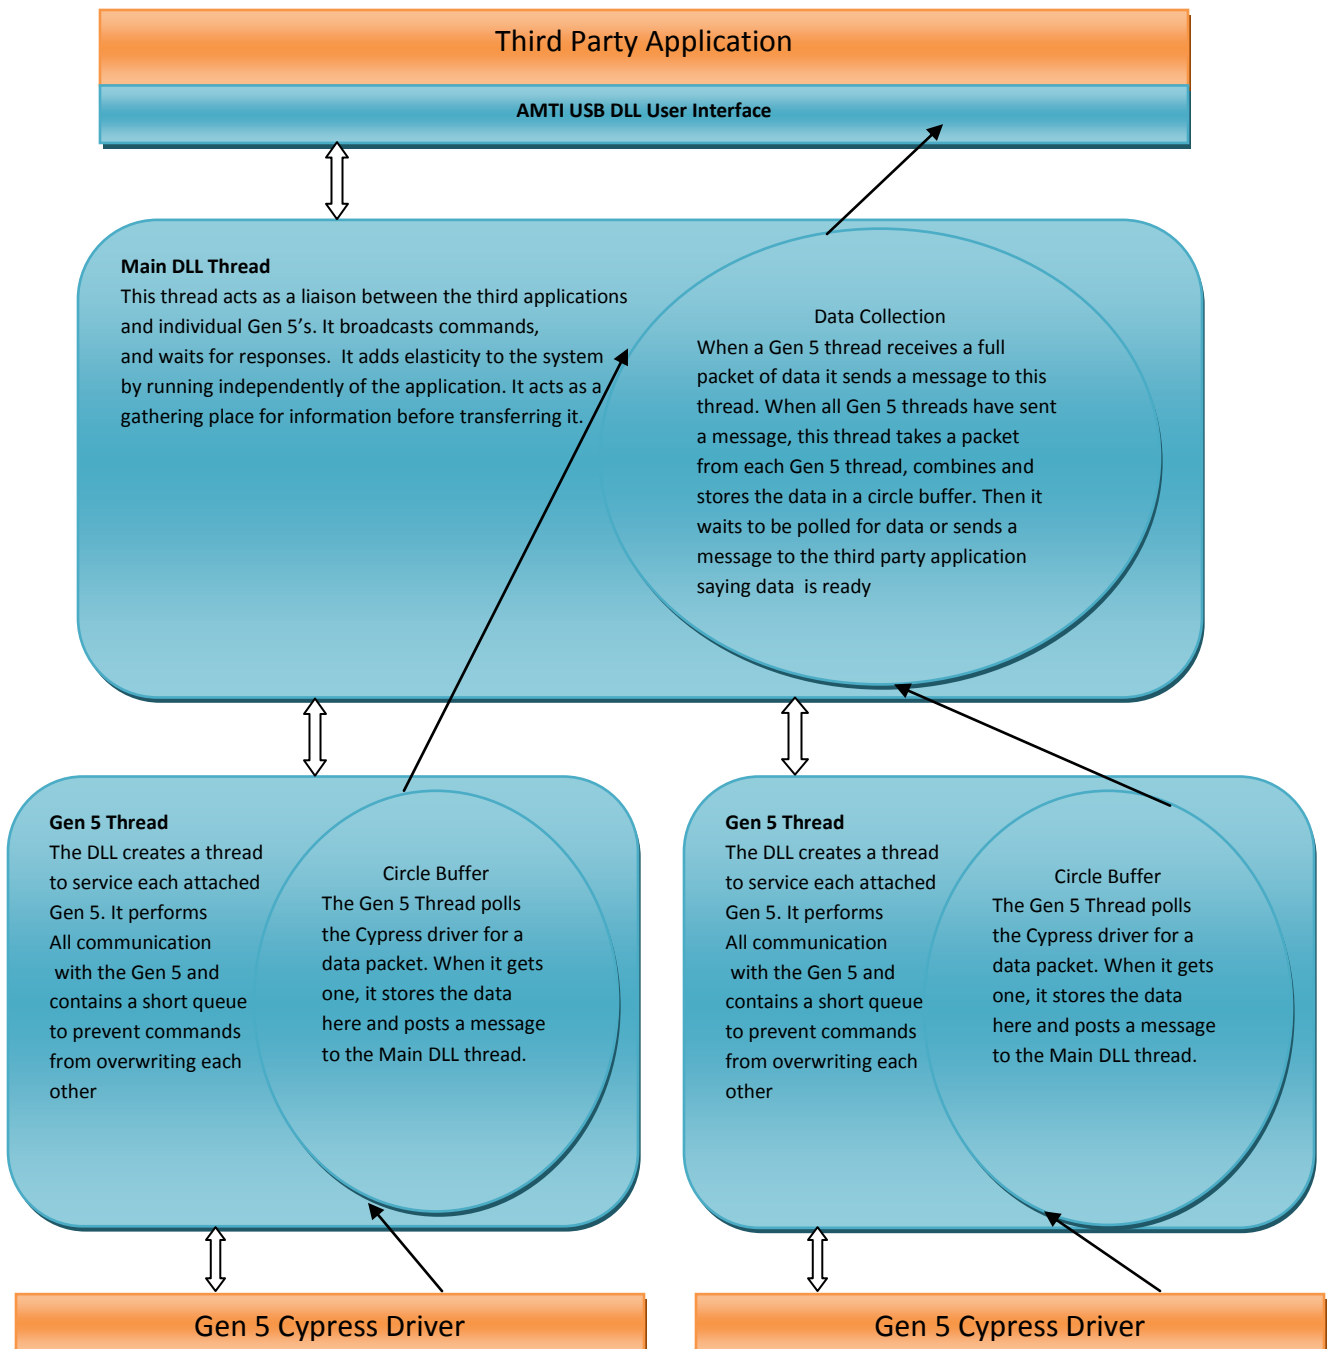 Third Party Application
AMTI USB DLL User Interface
Main DLL Thread
This thread acts as a liaison between the third applications
and individual Gen 5's. It broadcasts commands,
and waits for responses.  It adds elasticity to the system
by running independently of the application. It acts as a
gathering place for information before transferring it.
Data Collection
When a Gen 5 thread receives a full
packet of data it sends a message to this
thread. When all Gen 5 threads have sent
a message, this thread takes a packet
from each Gen 5 thread, combines and
stores the data in a circle buffer. Then it
waits to be polled for data or sends a
message to the third party application
saying data  is ready
Gen 5 Thread
The DLL creates a thread
to service each attached
Gen 5. It performs
All communication
with the Gen 5 and
contains a short queue
to prevent commands
from overwriting each
other
Circle Buffer
The Gen 5 Thread polls
the Cypress driver for a
data packet. When it gets
one, it stores the data
here and posts a message
to the Main DLL thread.
Gen 5 Thread
The DLL creates a thread
to service each attached
Gen 5. It performs
All communication
with the Gen 5 and
contains a short queue
to prevent commands
from overwriting each
other
Circle Buffer
The Gen 5 Thread polls
the Cypress driver for a
data packet. When it gets
one, it stores the data
here and posts a message
to the Main DLL thread.
Gen 5 Cypress Driver
Gen 5 Cypress Driver